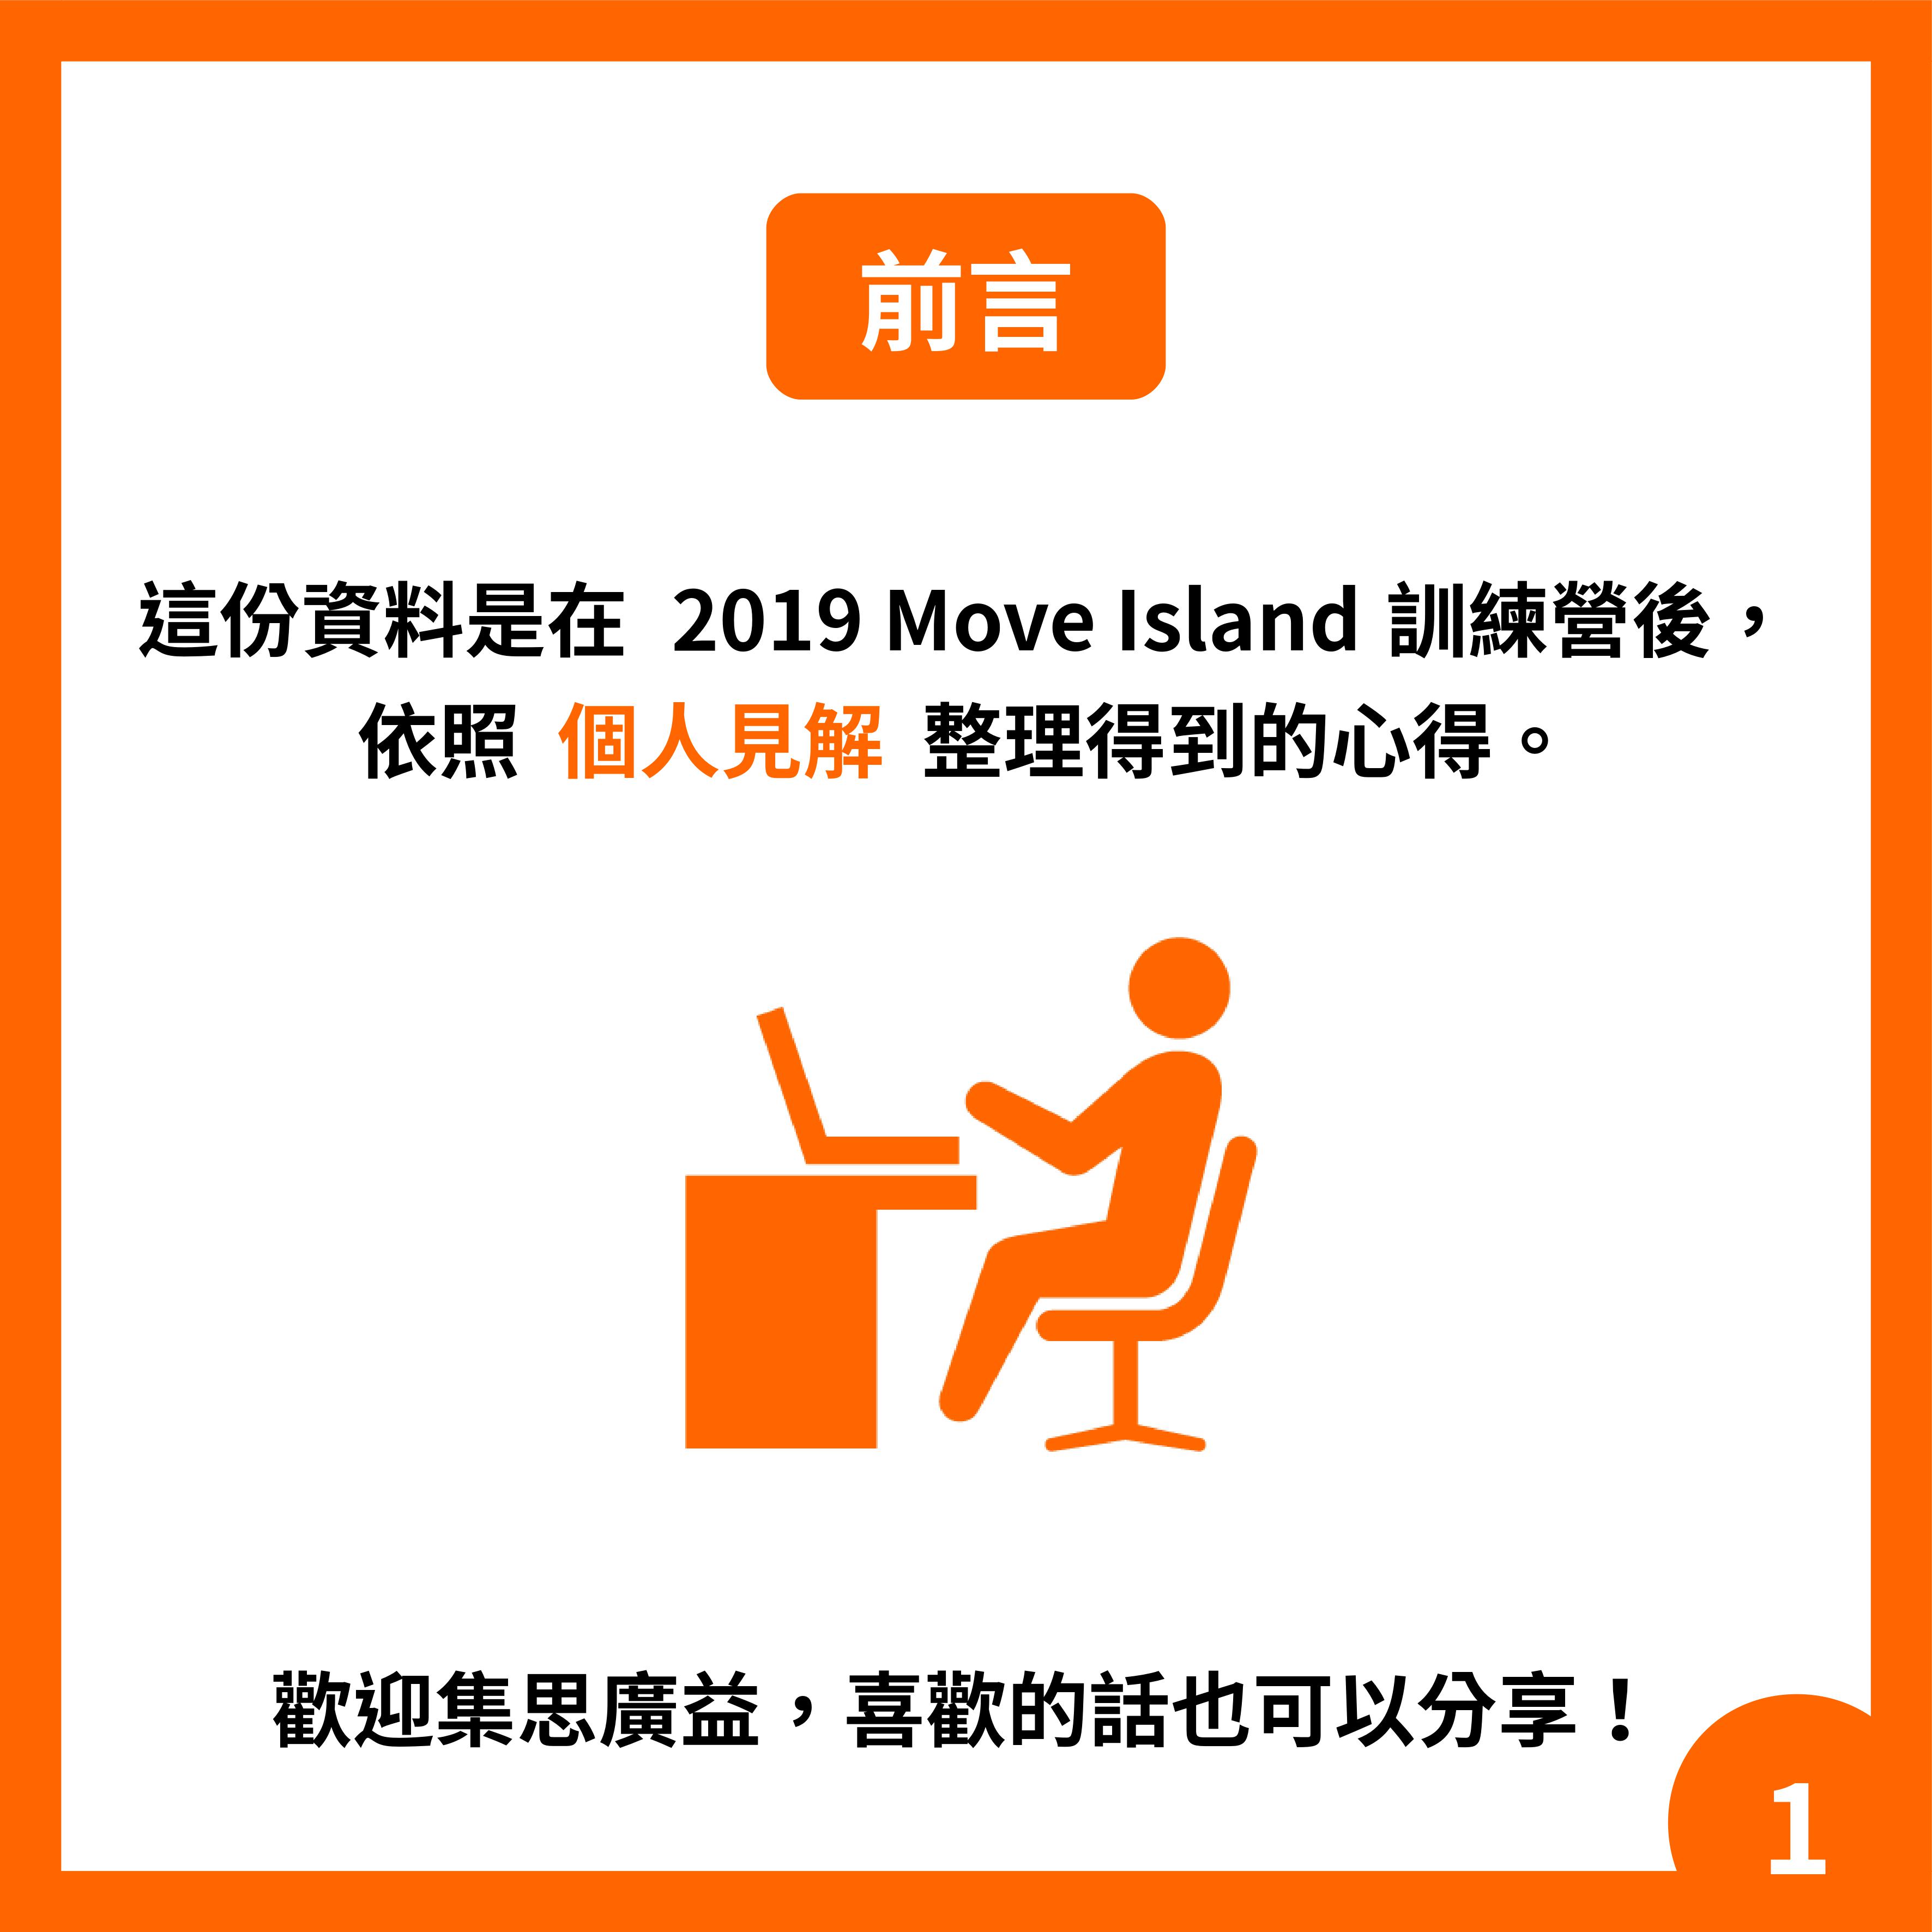 前言
這份資料是在 2019 Move Island 訓練營後，
依照 個人見解 整理得到的心得。
歡迎集思廣益，喜歡的話也可以分享！
1